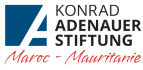 KONRAD
ADENAUER
STIFTUNG
Maroc - Mauritanie